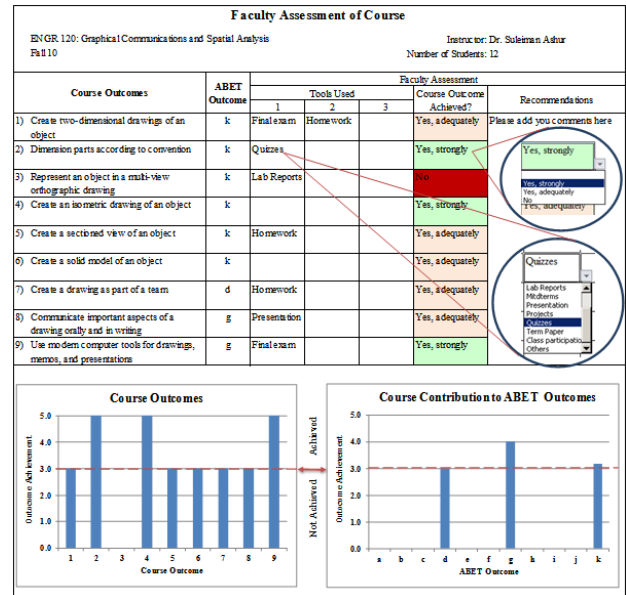 Faculty Assessment of Course
ENGR 120: Graphical Communications and Spatial Analysis
Instructor: Dr. Suleiman Ashur
Fall 10
Number of Students: 12
Course Outcomes
ABET Outcome
Faculty Assessment
Tools Used
1 2 3
Course Outcome Achieved?
Recommendations
1) Create two-dimensional drawings of an object
k Final exam Homework Yes, adequately Please add you comments here
2) Dimension parts according to convention
k Quizzes Yes, strongly
3) Represent an object in a multi-view orthographic drawing
k Lab Reports No
4) Create an isometric drawing of an object
k Yes, strongly
5) Create a sectioned view of an object
k Homework Yes, adequately
6) Create a solid model of an object
k Yes, adequately
7) Create a drawing as part of a team
d Homework Yes, adequately
8) Communicate important aspects of a drawing orally and in writing
g Presentation Yes, adequately
9) Use modern computer tools for drawings, memos, and presentations
g Final exam Yes, strongly
Yes, strongly
Yes, strongly
Yes, adequately
No
Yes, adequately
Quizzes
Lab Reports
Midterms
Presentation
Projects
Quizzes
Term Paper
Class participatio
Others
Course Outcomes
Outcome Achievement
5.0
4.0
3.0
2.0
1.0
0.0
1 2 3 4 5 6 7 8 9
Course Outcome
Achieved
Not Achieved
Course Contribution to ABET Outcomes
Outcome Achievement
5.0
4.0
3.0
2.0
1.0
0.0
a b c d e f g h i j k
ABET Outcome